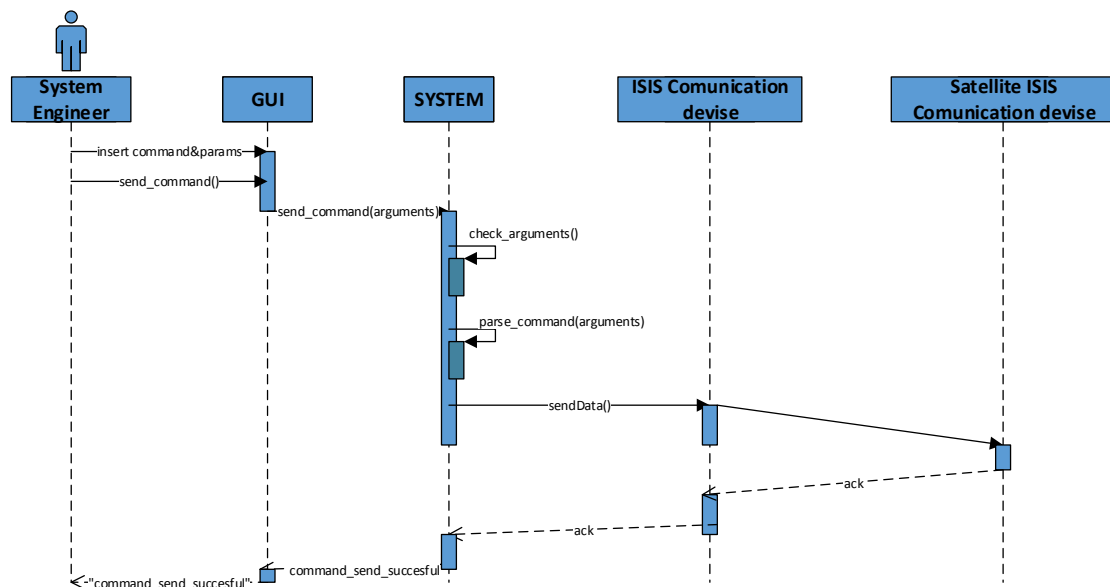 System
Engineer
GUI
SYSTEM
ISIS Comunication
devise
Satellite ISIS
Comunication devise
insert command&params
send_command()
send_command(arguments)
check_arguments()
parse_command(arguments)
sendData()
ack
ack
command_send_succesful
"command_send_succesful"